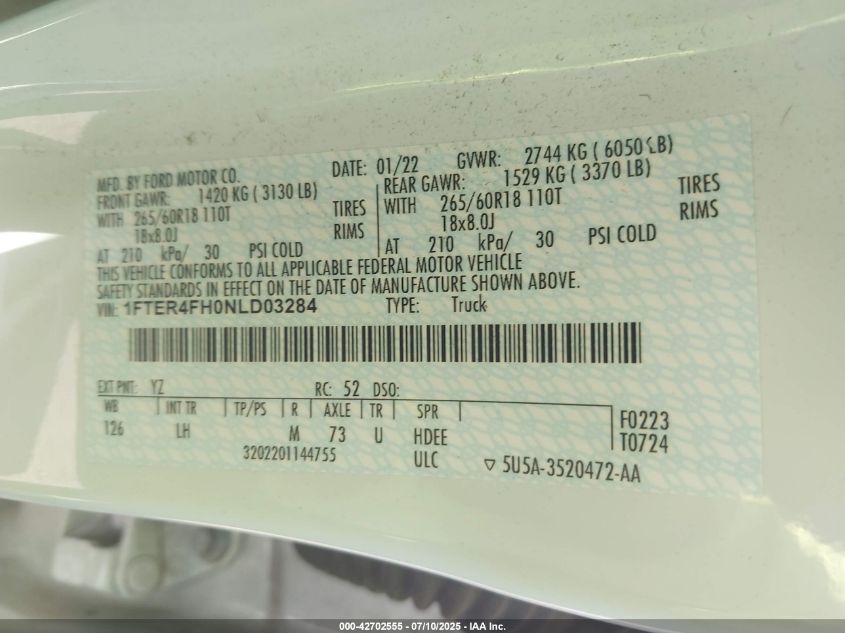 MFD. BY FORD MOTOR CO. DATE: 01/22 GVWR: 2744 KG ( 6050 LB)
FRONT GAWR: 1420 KG ( 3130 LB) REAR GAWR: 1529 KG ( 3370 LB)
WITH 265/60R18 110T TIRES WITH 265/60R18 110T TIRES
18x8.0J RIMS 18x8.0J RIMS
AT 210 kPa/ 30 PSI COLD AT 210 kPa/ 30 PSI COLD
THIS VEHICLE CONFORMS TO ALL APPLICABLE FEDERAL MOTOR VEHICLE
SAFETY STANDARDS IN EFFECT ON THE DATE OF MANUFACTURE SHOWN ABOVE.
VIN: 1FTER4FH0NLD03284 TYPE: Truck
EXT PNT: YZ RC: 52 DSO:
WB INT TR TP/PS R AXLE TR SPR F0223
126 LH M 73 U HDEE T0724
3202201144755 ULC ▽ 5U5A-3520472-AA
000-42702555 - 07/10/2025 - IAA Inc.